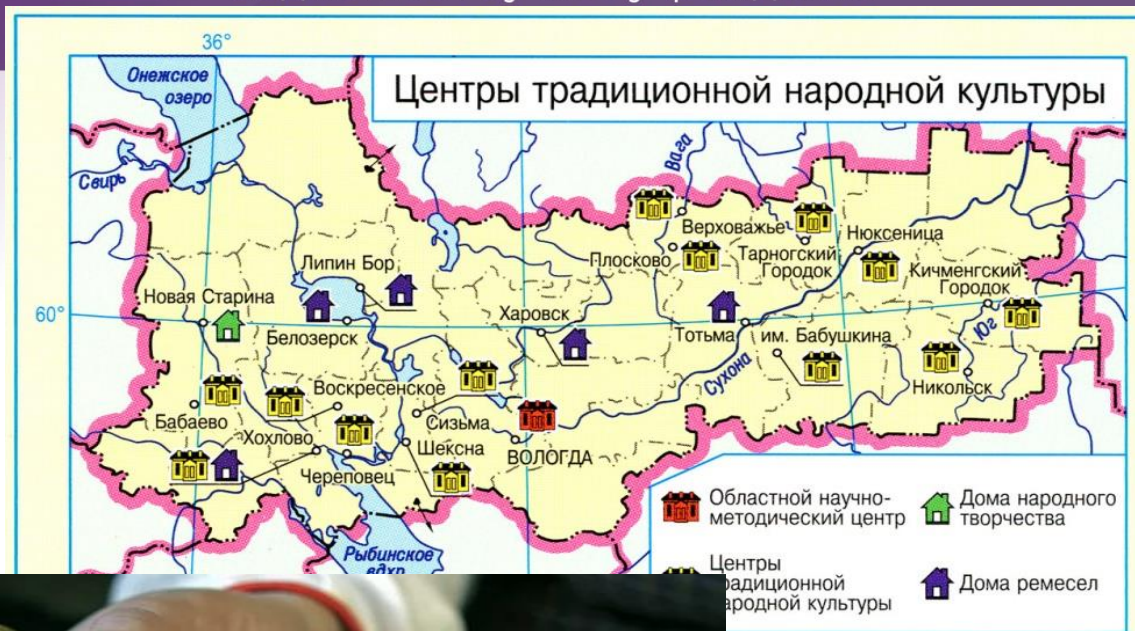 36°
Онежское
озеро
Центры традиционной народной культуры
Свирь
Вага
Верховажье
Нюксеница
Плосково
Тарногский
Городок
Кичменгский
Городок
Липин Бор
Новая Старина
60°
Харовск
Белозерск
Тотьма
им. Бабушкина
Юг
Сухона
Никольск
Воскресенское
Бабаево
Сизьма
Хохлово
Шексна
ВОЛОГДА
Череповец
Рыбинское
вдхр.
Областной научно-
методический центр
Дома народного
творчества
Центры
традиционной
народной культуры
Дома ремесел